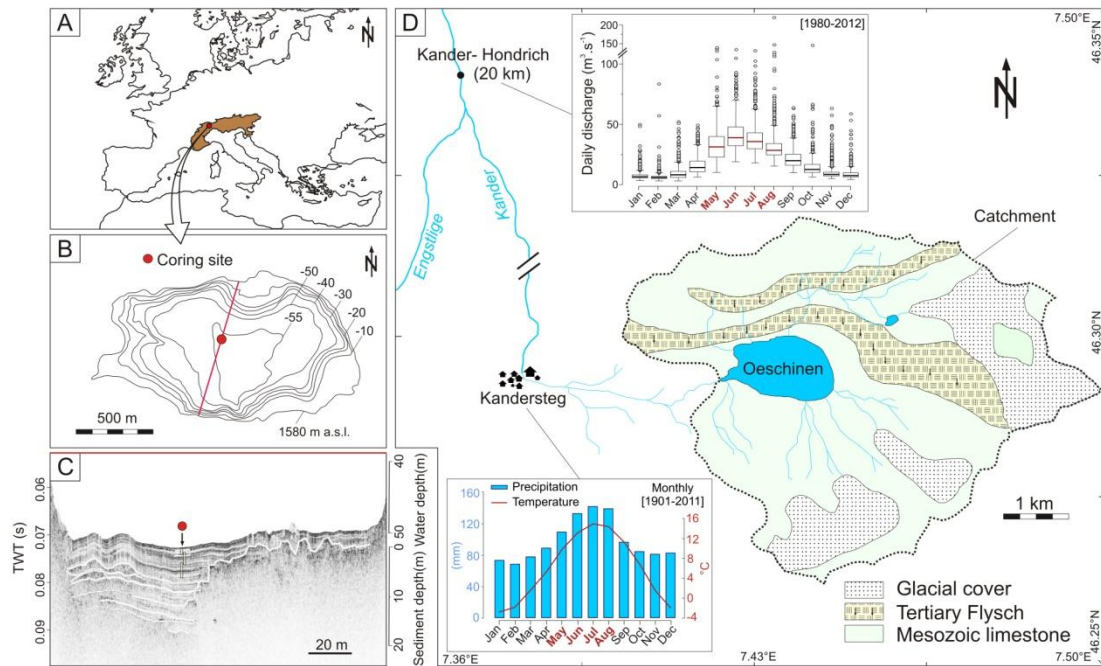 A
N
B
Coring site
N
-50
-40
-30
-20
-10
-55
500 m
1580 m a.s.l.
C
TWT (s)
0.06
0.07
0.08
0.09
40
50
0
10
20
Water depth(m)
Sediment depth(m)
20 m
D
Kander- Hondrich
(20 km)
Engstlige
Kander
Kandersteg
[1980-2012]
Daily discharge (m³.s⁻¹)
200
150
100
50
0
Jan
Feb
Mar
Apr
May
Jun
Jul
Aug
Sep
Oct
Nov
Dec
7.50°E
46.35°N
N
Catchment
46.30°N
Oeschinen
Precipitation
Temperature
Monthly
[1901-2011]
(mm)
160
120
80
40
0
16
12
8
4
0
-4
°C
Jan
Feb
Mar
Apr
May
Jun
Jul
Aug
Sep
Oct
Nov
Dec
1 km
Glacial cover
Tertiary Flysch
Mesozoic limestone
46.25°N
7.36°E
7.43°E
7.50°E